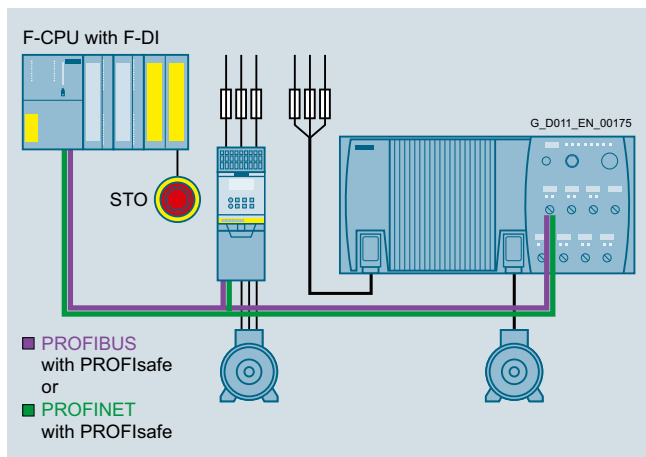 F-CPU with F-DI
G_D011_EN_00175
STO
PROFIBUS
with PROFIsafe
or
PROFINET
with PROFIsafe